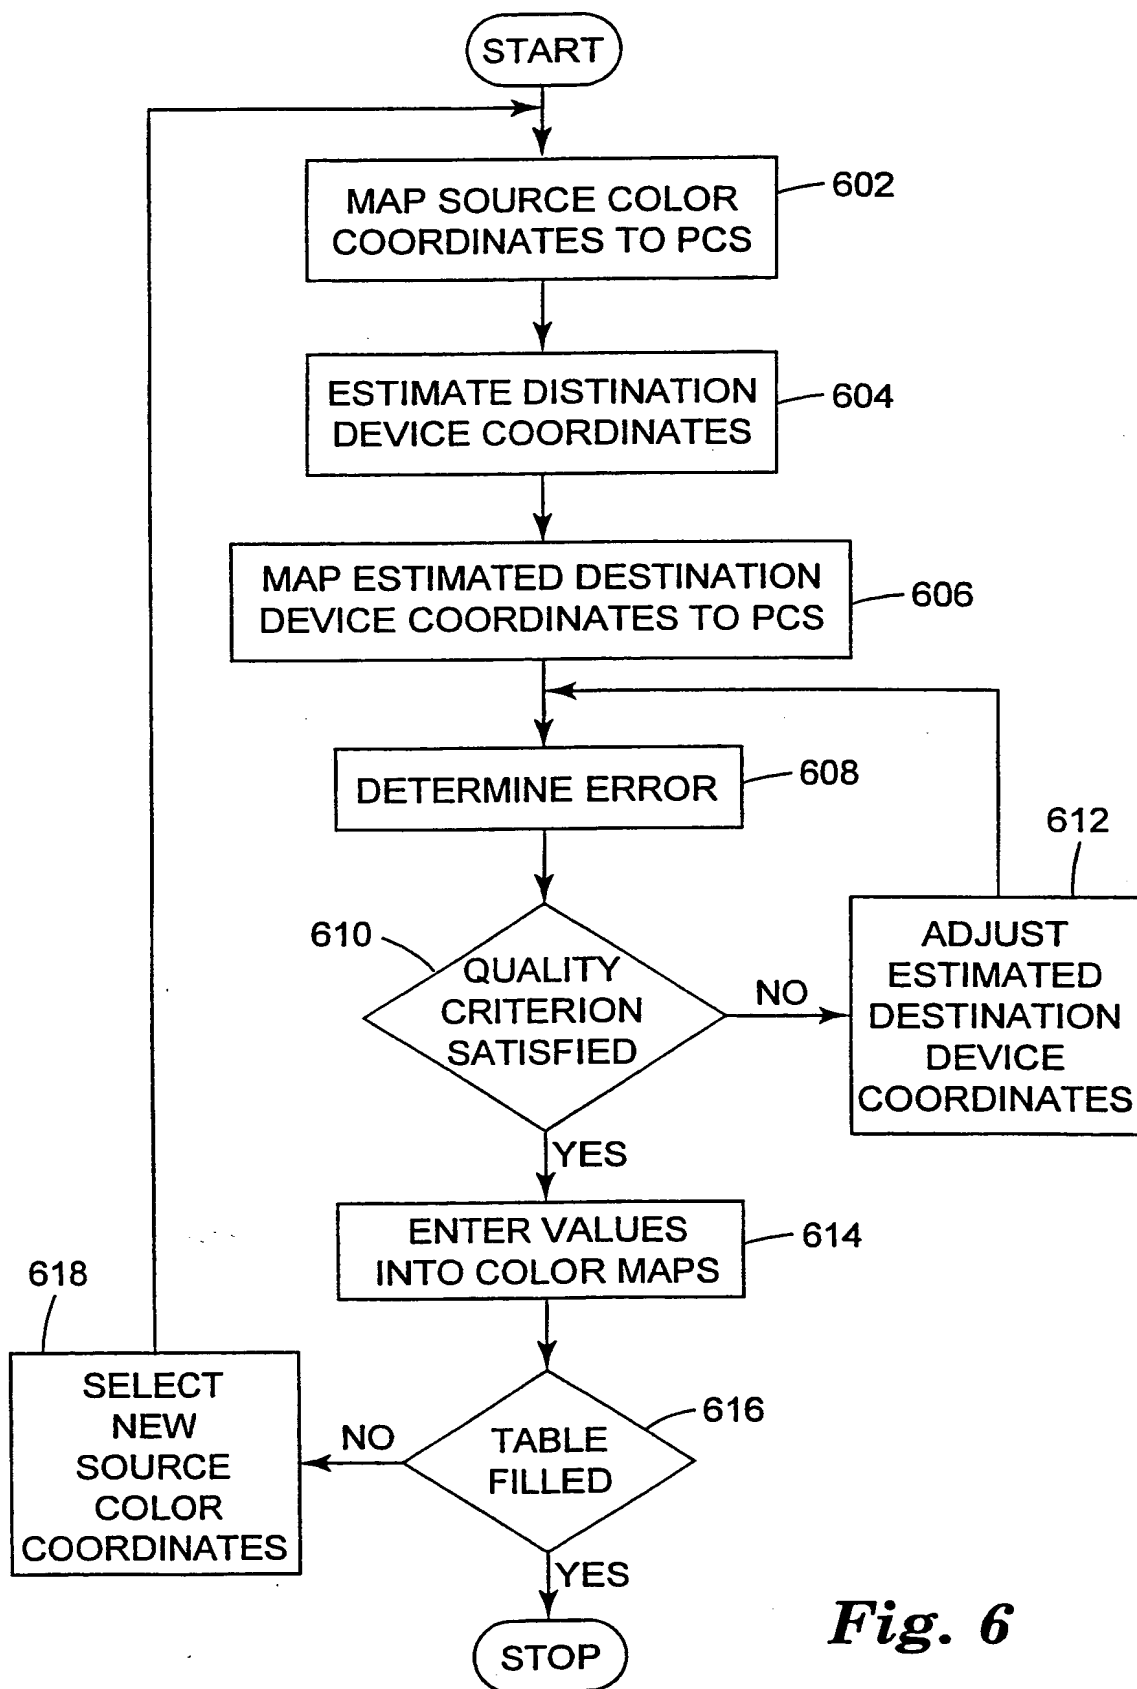 START
MAP SOURCE COLOR
COORDINATES TO PCS
602
ESTIMATE DISTINATION
DEVICE COORDINATES
604
MAP ESTIMATED DESTINATION
DEVICE COORDINATES TO PCS
606
DETERMINE ERROR
608
612
ADJUST
ESTIMATED
DESTINATION
DEVICE
COORDINATES
610
QUALITY
CRITERION
SATISFIED
NO
YES
ENTER VALUES
INTO COLOR MAPS
614
618
SELECT
NEW
SOURCE
COLOR
COORDINATES
NO
TABLE
FILLED
616
YES
STOP
Fig. 6